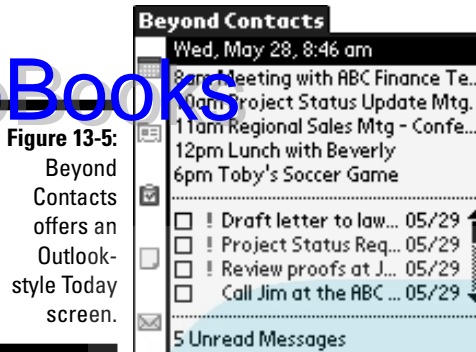 Beyond Contacts
Wed, May 28, 8:46 am
8am Meeting with ABC Finance Te...
10am Project Status Update Mtg.
11am Regional Sales Mtg - Confe...
12pm Lunch with Beverly
6pm Toby's Soccer Game
! Draft letter to law... 05/29
! Project Status Req... 05/29
! Review proofs at J... 05/29
Call Jim at the ABC ... 05/29
5 Unread Messages
Books
Figure 13-5:
Beyond
Contacts
offers an
Outlook-
style Today
screen.